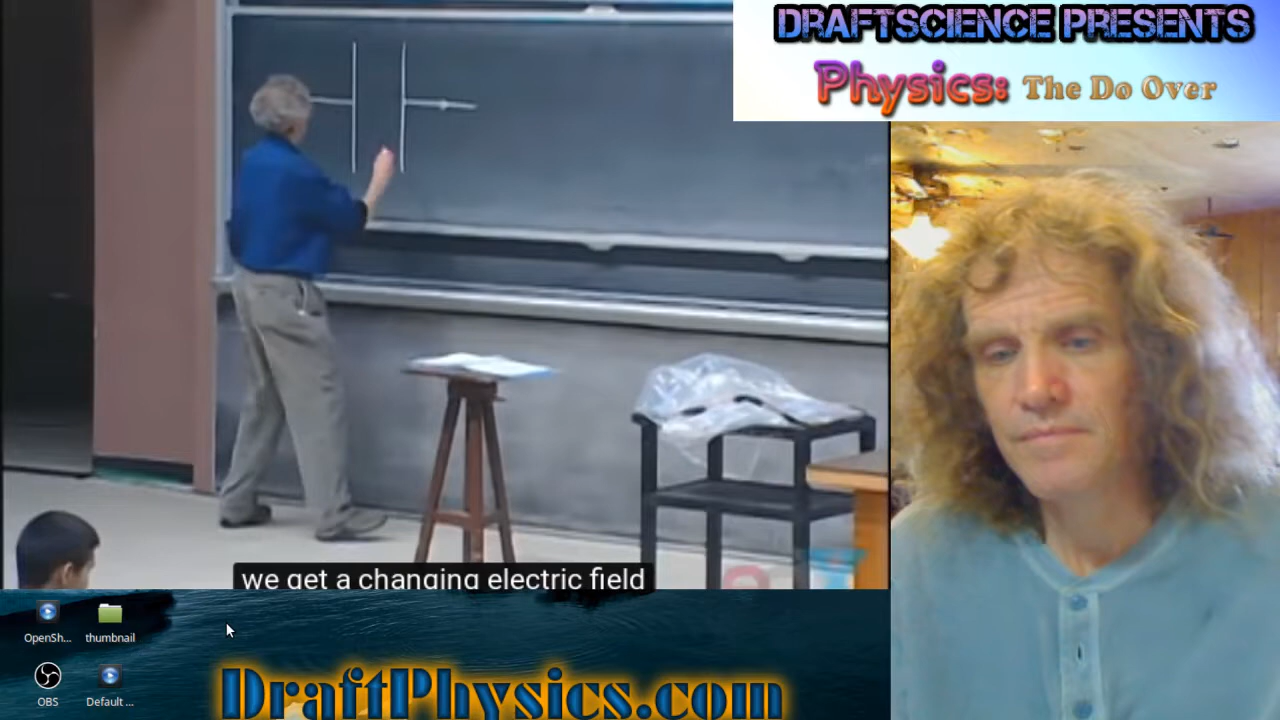 DRAFTSCIENCE PRESENTS
Physics: The Do Over
we get a changing electric field
OpenSh...
thumbnail
OBS
Default ...
DraftPhysics.com